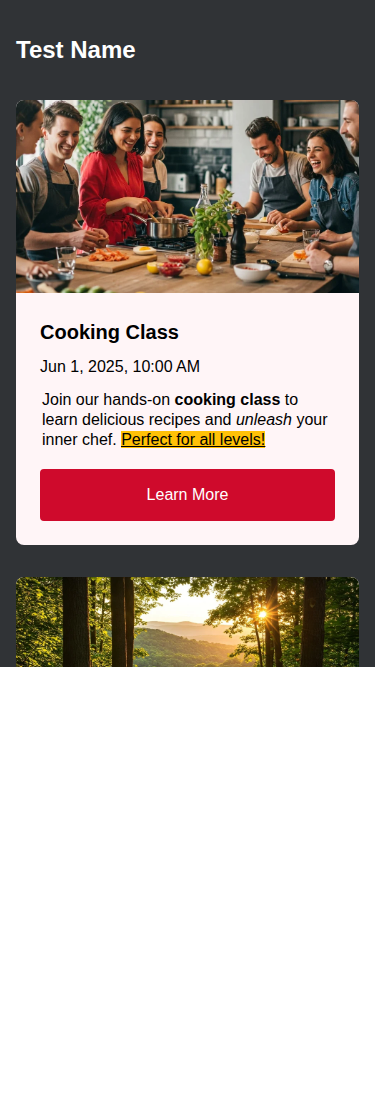 Test Name
Cooking Class
Jun 1, 2025, 10:00 AM
Join our hands-on cooking class to
learn delicious recipes and unleash your
inner chef. Perfect for all levels!
Learn More